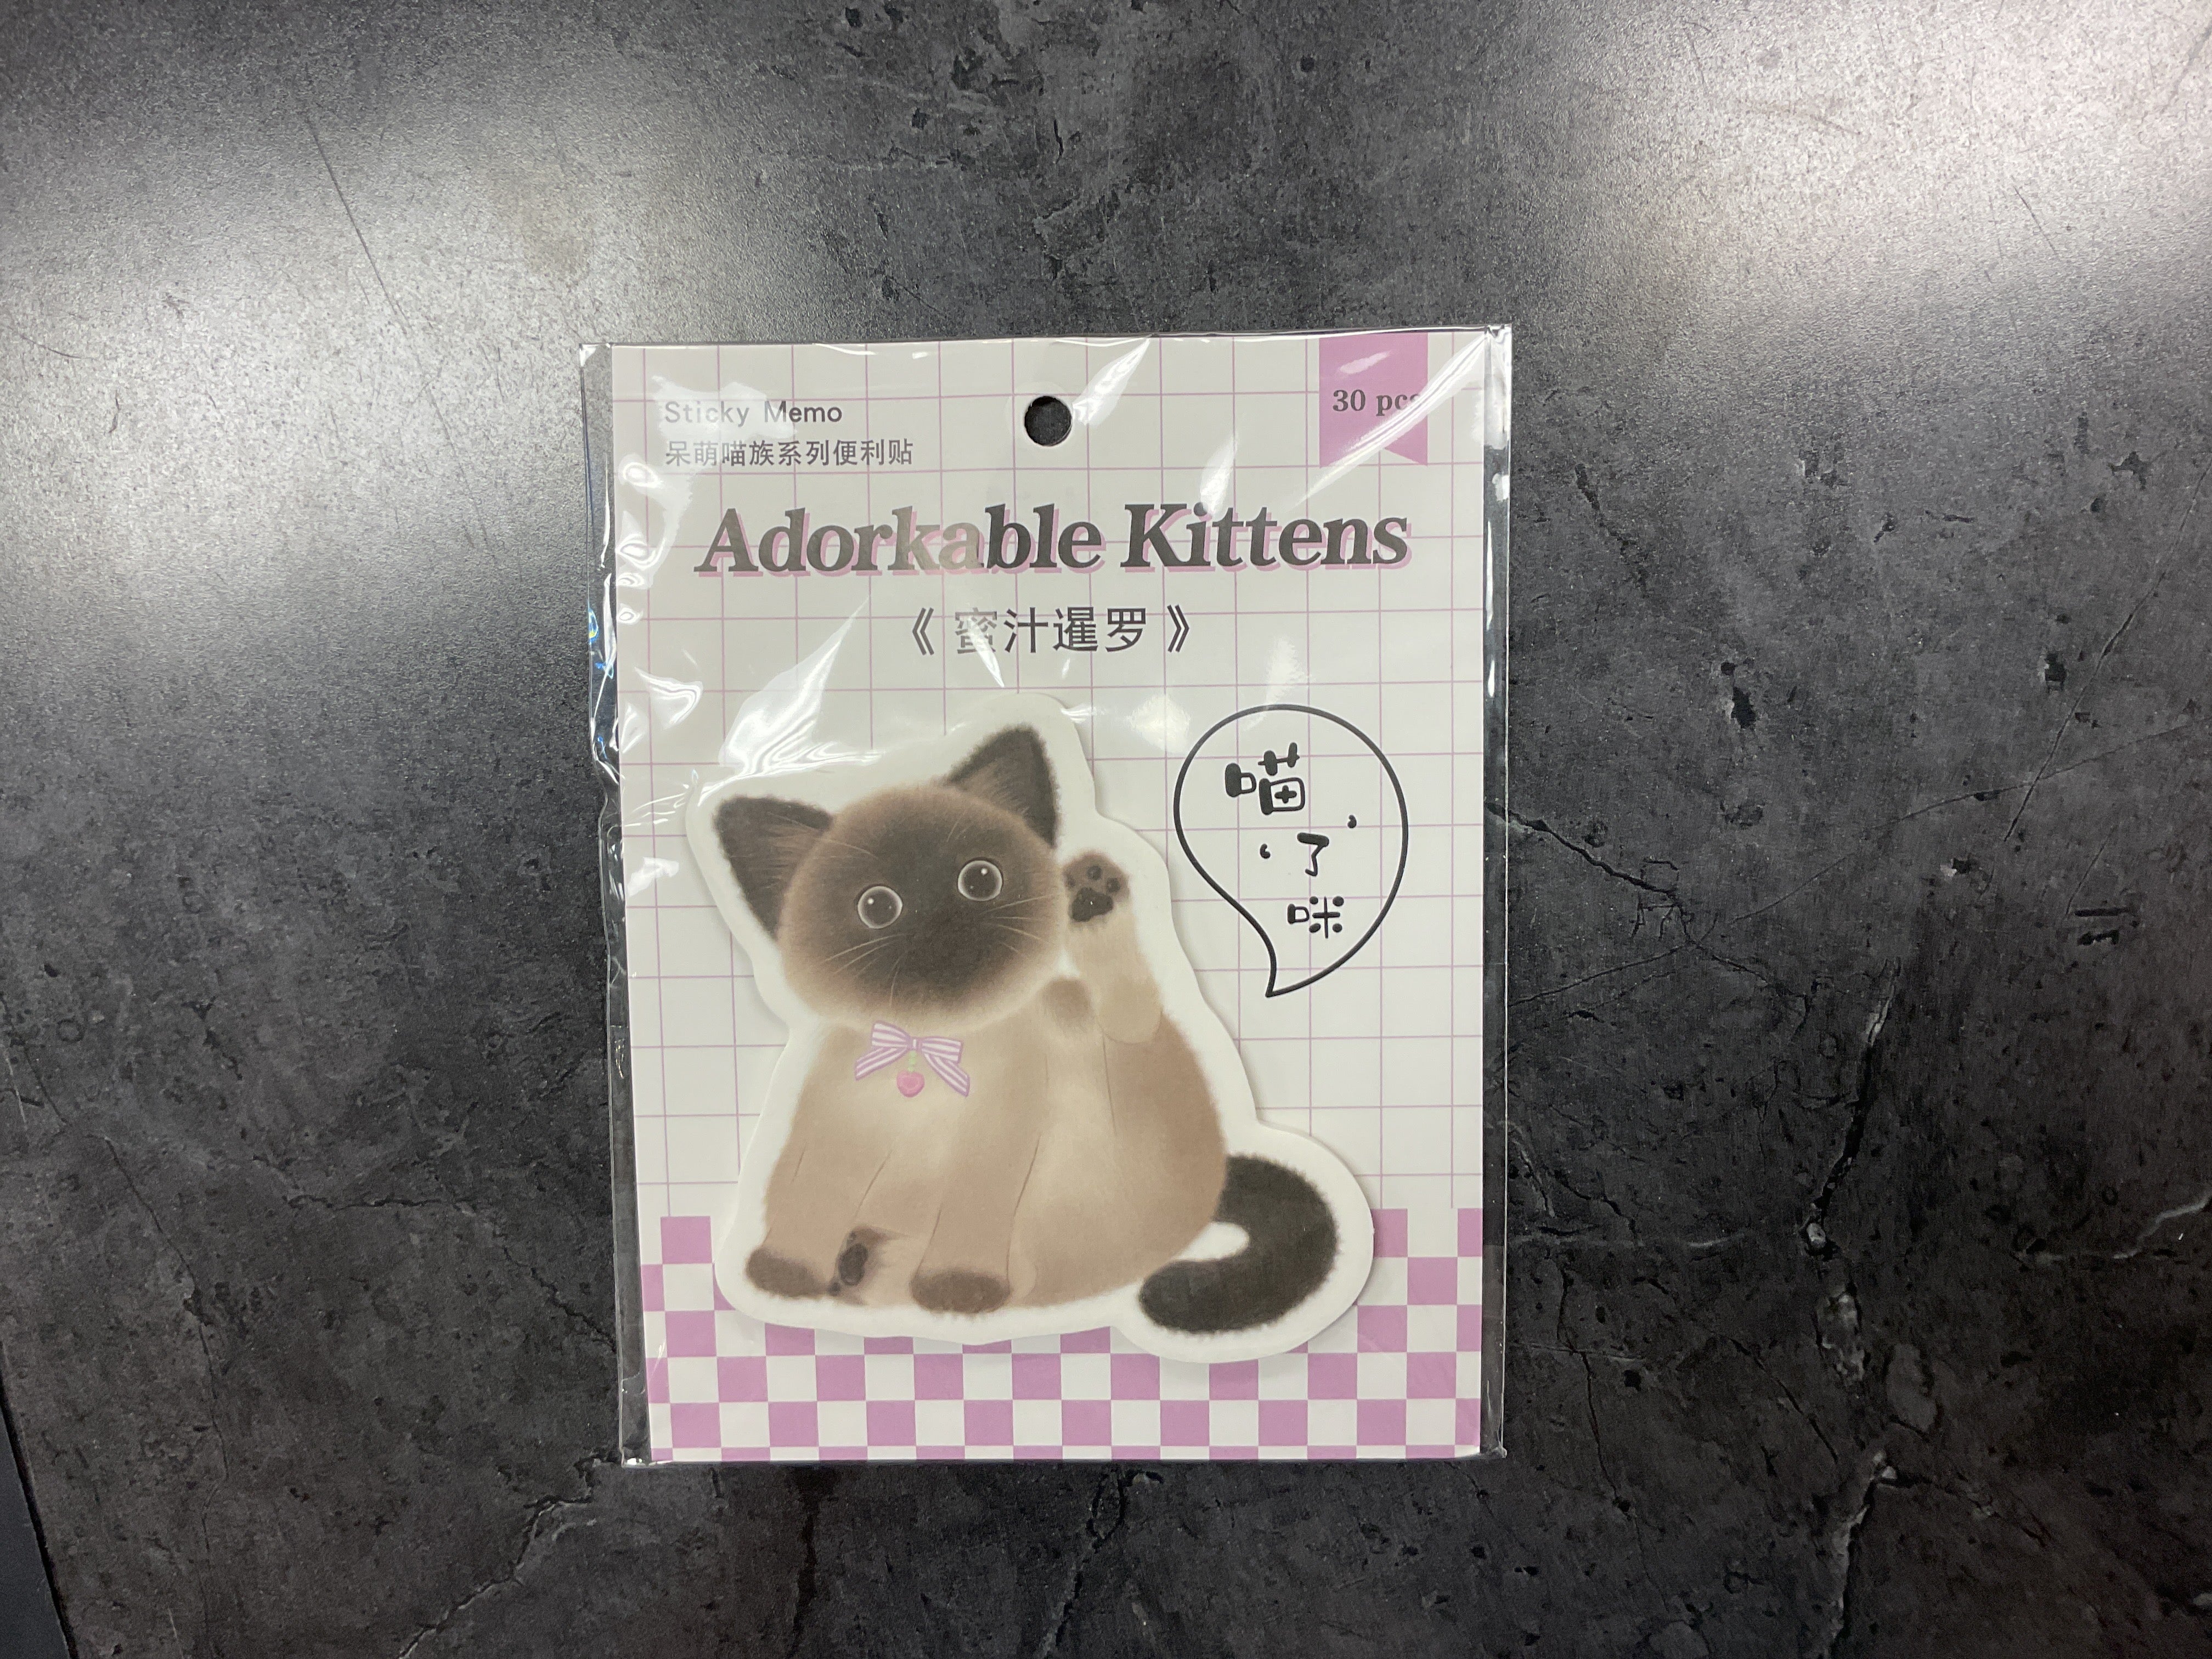 Sticky Memo
30 pcs
呆萌喵族系列便利贴
Adorkable Kittens
《蜜汁暹罗》
喵
了
咪